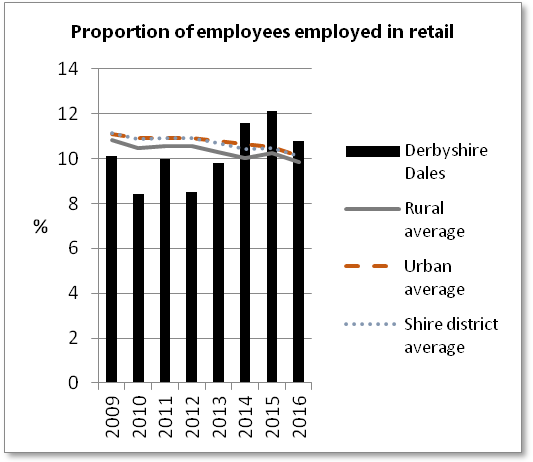 Proportion of employees employed in retail
14
12
10
8
6
4
2
0
%
2009
2010
2011
2012
2013
2014
2015
2016
Derbyshire
Dales
Rural
average
Urban
average
Shire district
average